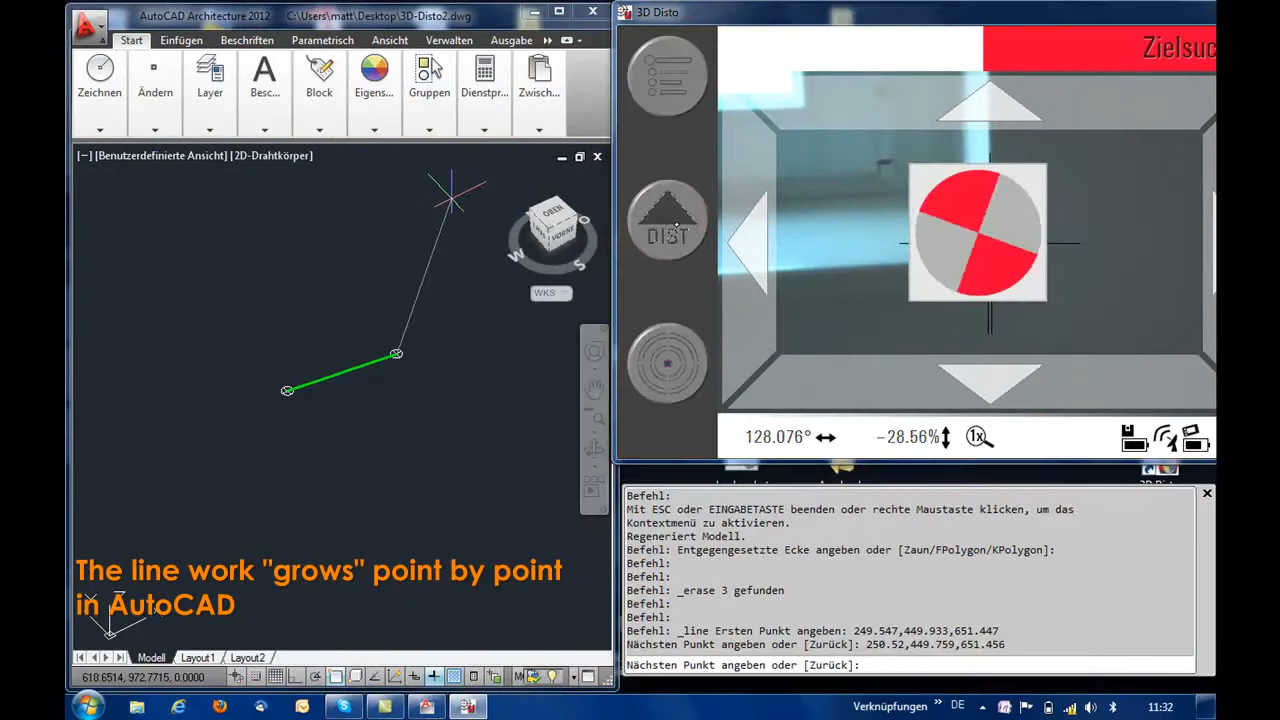 AutoCAD Architecture 2012 C:\Users\matt\Desktop\3D-Disto2.dwg
Start Einfügen Beschriften Parametrisch Ansicht Verwalten Ausgabe
Zeichnen Ändern Layer Besc... Block Eigens... Gruppen Dienstpr... Zwisch...
[−] [Benutzerdefinierte Ansicht] [2D-Drahtkörper]
OBEN
VORNE
W
S
WKS
The line work "grows" point by point
in AutoCAD
Z
X
Modell Layout1 Layout2
618.6514, 972.7715, 0.0000
3D Disto
Zielsuc
DIST
128.076° −28.56% 1x
Befehl:
Mit ESC oder EINGABETASTE beenden oder rechte Maustaste klicken, um das
Kontextmenü zu aktivieren.
Regeneriert Modell.
Befehl: Entgegengesetzte Ecke angeben oder [Zaun/FPolygon/KPolygon]:
Befehl:
Befehl:
Befehl: _erase 3 gefunden
Befehl:
Befehl:
Befehl: _line Ersten Punkt angeben: 249.547,449.933,651.447
Nächsten Punkt angeben oder [Zurück]: 250.52,449.759,651.456
Nächsten Punkt angeben oder [Zurück]:
Verknüpfungen » DE 11:32